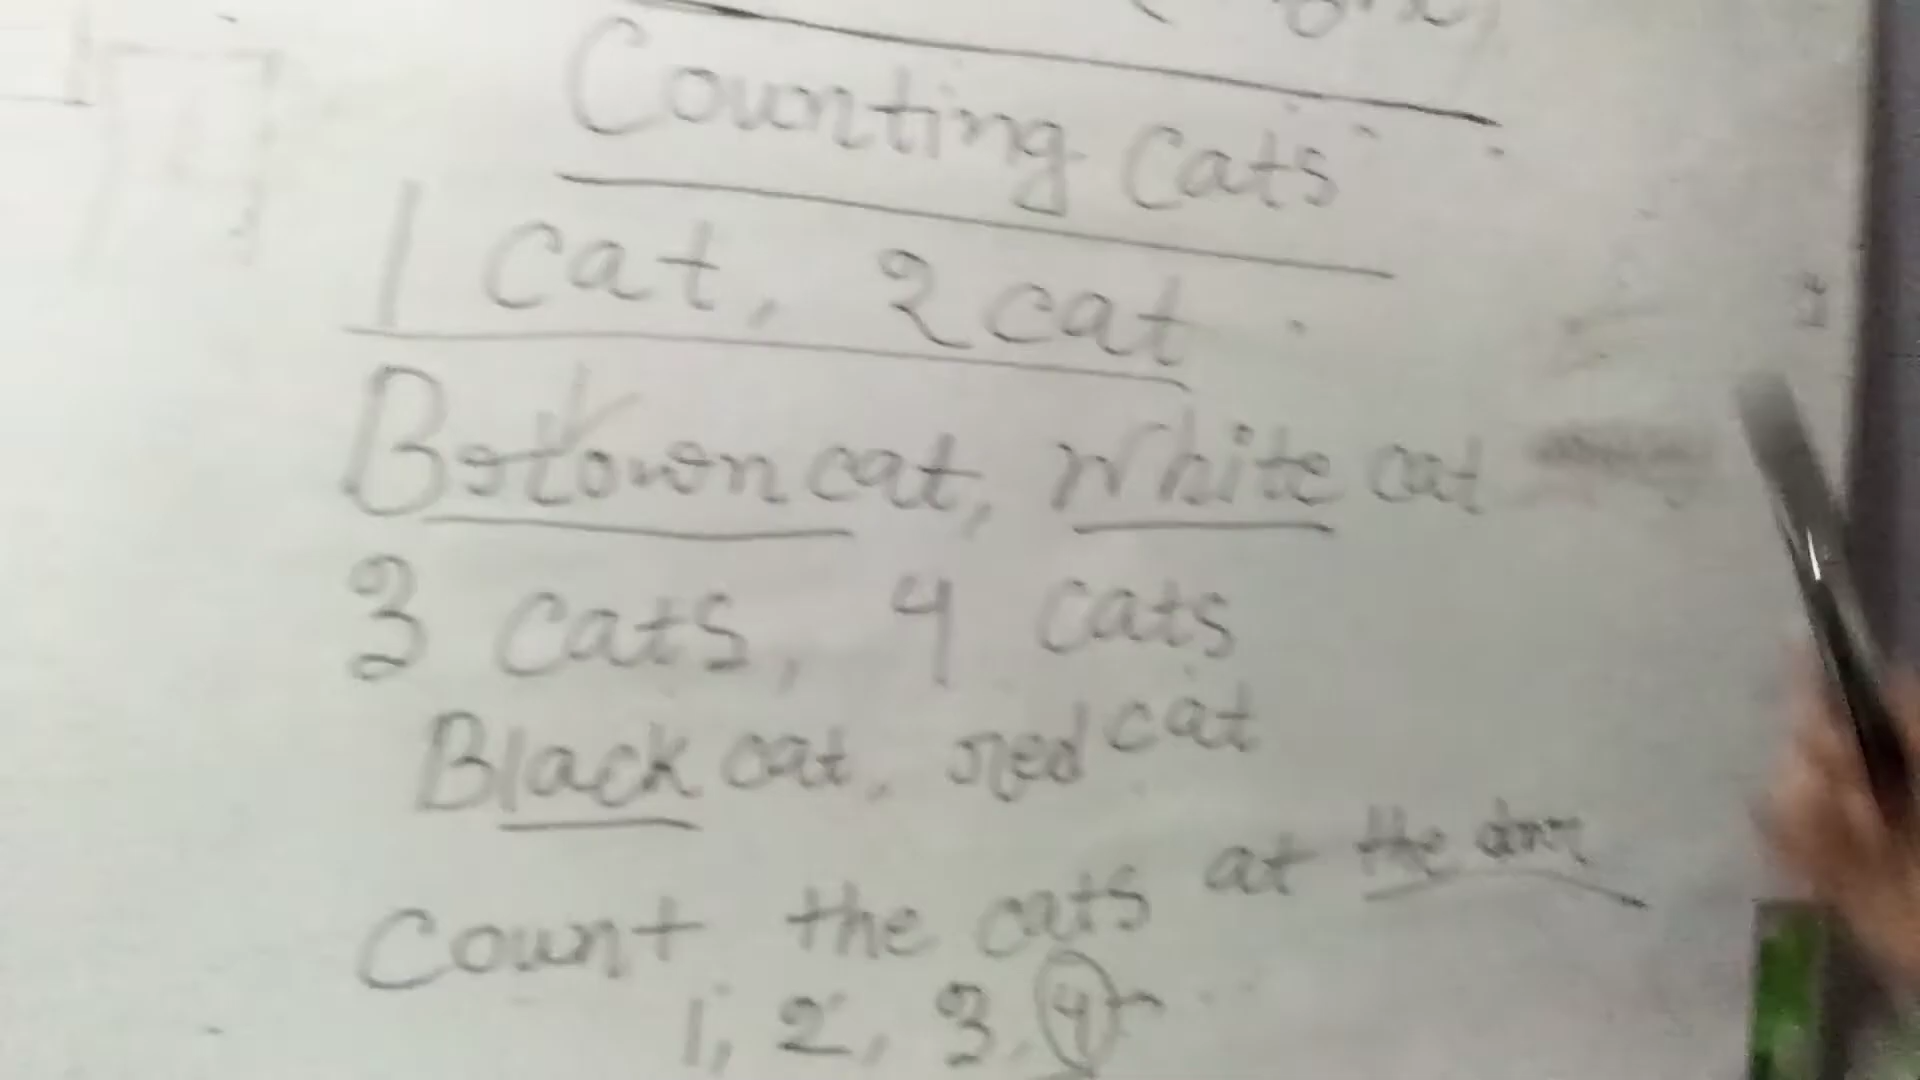 Counting Cats
1 cat, 2 cat
Brown cat, White cat
3 cats, 4 cats
Black cat, red cat
Count the cats at the door
1, 2, 3, 4